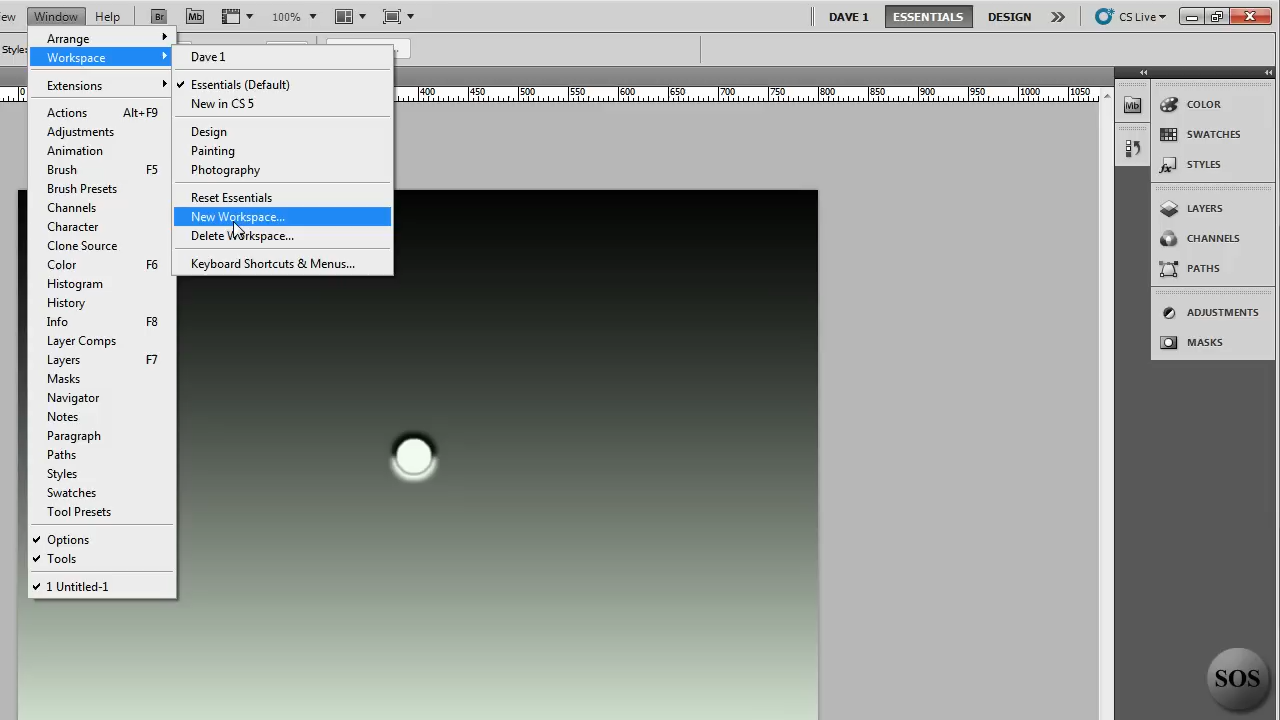 ew Window Help Br Mb 100% DAVE 1 ESSENTIALS DESIGN CS Live
Style:
Arrange
Workspace
Extensions
Actions Alt+F9
Adjustments
Animation
Brush F5
Brush Presets
Channels
Character
Clone Source
Color F6
Histogram
History
Info F8
Layer Comps
Layers F7
Masks
Navigator
Notes
Paragraph
Paths
Styles
Swatches
Tool Presets
Options
Tools
1 Untitled-1
Dave 1
Essentials (Default)
New in CS 5
Design
Painting
Photography
Reset Essentials
New Workspace...
Delete Workspace...
Keyboard Shortcuts & Menus...
0 400 450 500 550 600 650 700 750 800 850 900 950 1000 1050
Mb
COLOR
SWATCHES
STYLES
LAYERS
CHANNELS
PATHS
ADJUSTMENTS
MASKS
SOS